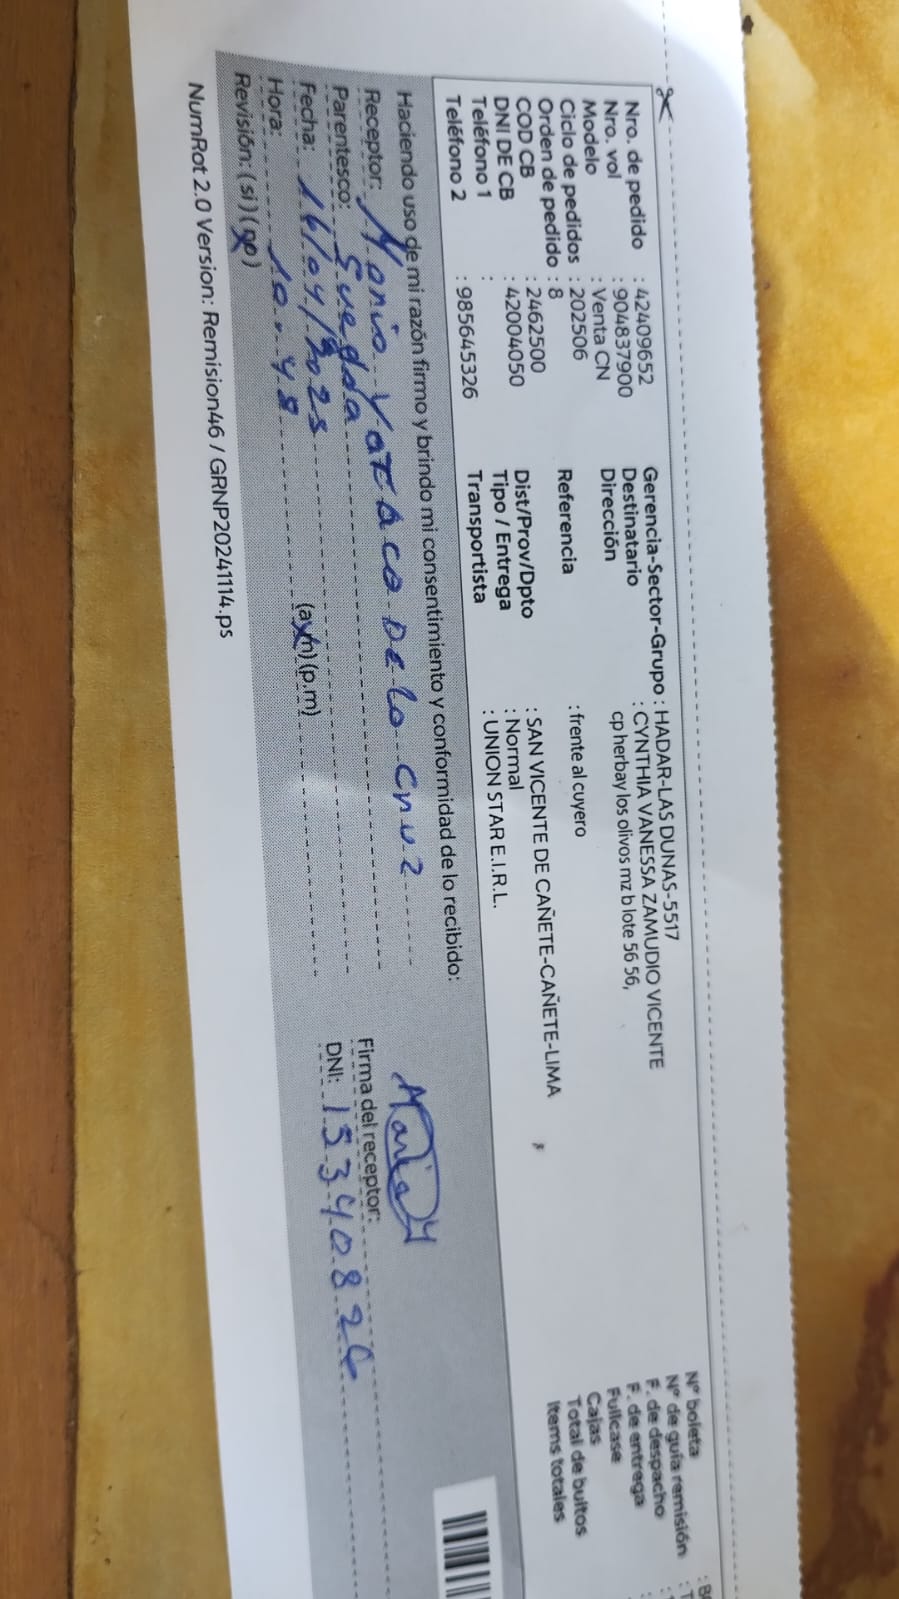 Nro. de pedido : 42409652
Nro. vol : 904837900
Modelo : Venta CN
Ciclo de pedidos : 202506
Orden de pedido : 8
COD CB : 2462500
DNI DE CB : 42004050
Teléfono 1 :
Teléfono 2 : 985645326
Gerencia-Sector-Grupo : HADAR-LAS DUNAS-5517
Destinatario : CYNTHIA VANESSA ZAMUDIO VICENTE
Dirección cp herbay los olivos mz b lote 56 56,
Referencia : frente al cuyero
Dist/Prov/Dpto : SAN VICENTE DE CAÑETE-CAÑETE-LIMA
Tipo / Entrega : Normal
Transportista : UNION STAR E.I.R.L.
N° boleta
N° de guía remisión
F. de despacho
F. de entrega
Fullcase
Cajas
Total de bultos
Items totales
Haciendo uso de mi razón firmo y brindo mi consentimiento y conformidad de lo recibido:
Receptor: Maria YATACO De la Cruz
Parentesco: Suegra
Fecha: 16/04/2025
Hora: 10:48 (a.m) (p.m)
Revisión: (si) (no)
Firma del receptor: Maria Y
DNI: 15340826
NumRot 2.0 Version: Remision46 / GRNP20241114.ps